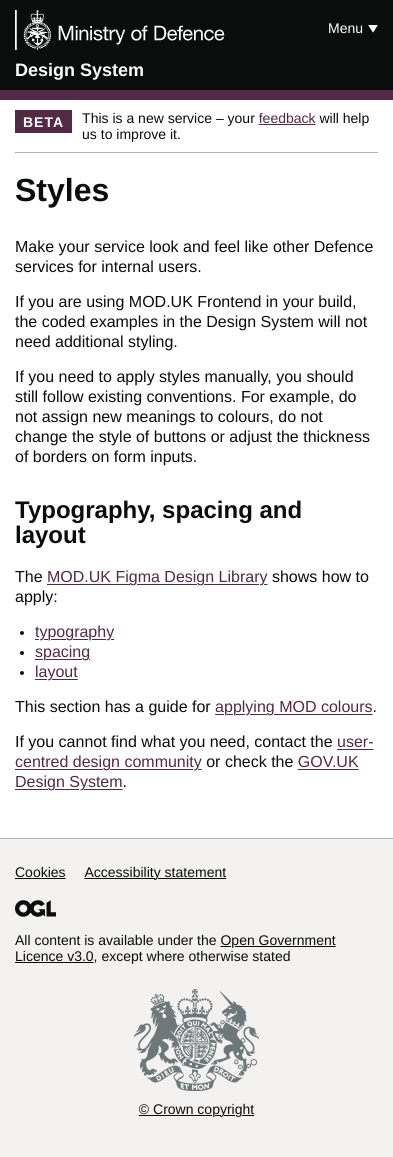 Ministry of Defence
Menu
Design System
BETA
This is a new service – your feedback will help
us to improve it.
Styles
Make your service look and feel like other Defence
services for internal users.
If you are using MOD.UK Frontend in your build,
the coded examples in the Design System will not
need additional styling.
If you need to apply styles manually, you should
still follow existing conventions. For example, do
not assign new meanings to colours, do not
change the style of buttons or adjust the thickness
of borders on form inputs.
Typography, spacing and
layout
The MOD.UK Figma Design Library shows how to
apply:
• typography
• spacing
• layout
This section has a guide for applying MOD colours.
If you cannot find what you need, contact the user-
centred design community or check the GOV.UK
Design System.
Cookies Accessibility statement
OGL
All content is available under the Open Government
Licence v3.0, except where otherwise stated
DIEU ET MON DROIT
© Crown copyright